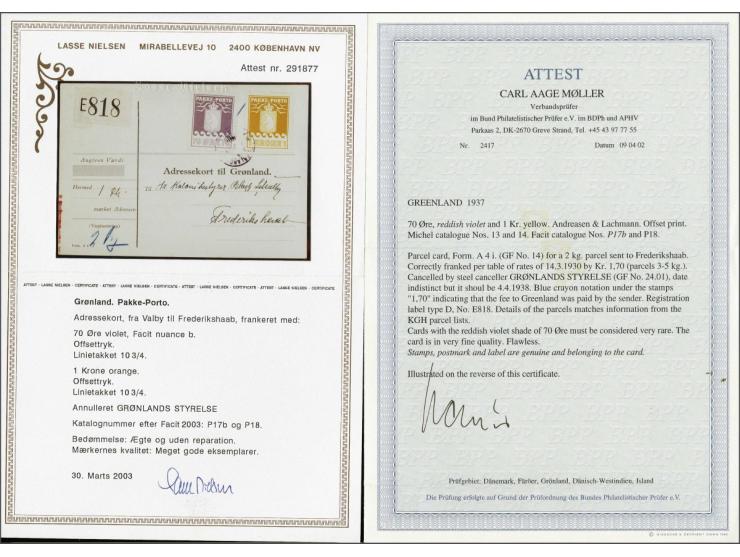 LASSE NIELSEN MIRABELLEVEJ 10 2400 KØBENHAVN NV
Attest nr. 291877
E818
PAKKE-PORTO
PAKKE-PORTO
Angiven Værdi
Adressekort til Grønland.
Hermed
Til
Frederikshaab
ATTEST - LASSE NIELSEN - CERTIFICATE - ATTEST - LASSE NIELSEN - CERTIFICATE - ATTEST - LASSE NIELSEN - CERTIFICATE - ATTEST - LASSE NIELSEN - CERTIFICATE
Grønland. Pakke-Porto.
Adressekort, fra Valby til Frederikshaab, frankeret med:
70 Øre violet, Facit nuance b.
Offsettryk.
Linietakket 10 3/4.
1 Krone orange.
Offsettryk.
Linietakket 10 3/4.
Annulleret GRØNLANDS STYRELSE
Katalognummer efter Facit 2003: P17b og P18.
Bedømmelse: Ægte og uden reparation.
Mærkernes kvalitet: Meget gode eksemplarer.
30. Marts 2003
ATTEST
CARL AAGE MØLLER
Verbandsprüfer
im Bund Philatelistischer Prüfer e.V. im BDPh und APHV
Parkaas 2, DK-2670 Greve Strand, Tel. +45 43 97 77 55
Nr. 2417 Datum 09 04 02
GREENLAND 1937
70 Øre, reddish violet and 1 Kr. yellow. Andreasen & Lachmann. Offset print.
Michel catalogue Nos. 13 and 14. Facit catalogue Nos. P17b and P18.
Parcel card, Form. A 4 i. (GF No. 14) for a 2 kg. parcel sent to Frederikshaab.
Correctly franked per table of rates of 14.3.1930 by Kr. 1,70 (parcels 3-5 kg.).
Cancelled by steel canceller GRØNLANDS STYRELSE (GF No. 24.01), date
indistinct but it shoul be 4.4.1938. Blue crayon notation under the stamps
"1,70" indicating that the fee to Greenland was paid by the sender. Registration
label type D, No. E818. Details of the parcels matches information from the
KGH parcel lists.
Cards with the reddish violet shade of 70 Øre must be considered very rare. The
card is in very fine quality. Flawless.
Stamps, postmark and label are genuine and belonging to the card.
Illustrated on the reverse of this certificate.
Prüfgebiet: Dänemark, Färöer, Grönland, Dänisch-Westindien, Island
Die Prüfung erfolgte auf Grund der Prüfordnung des Bundes Philatelistischer Prüfer e.V.